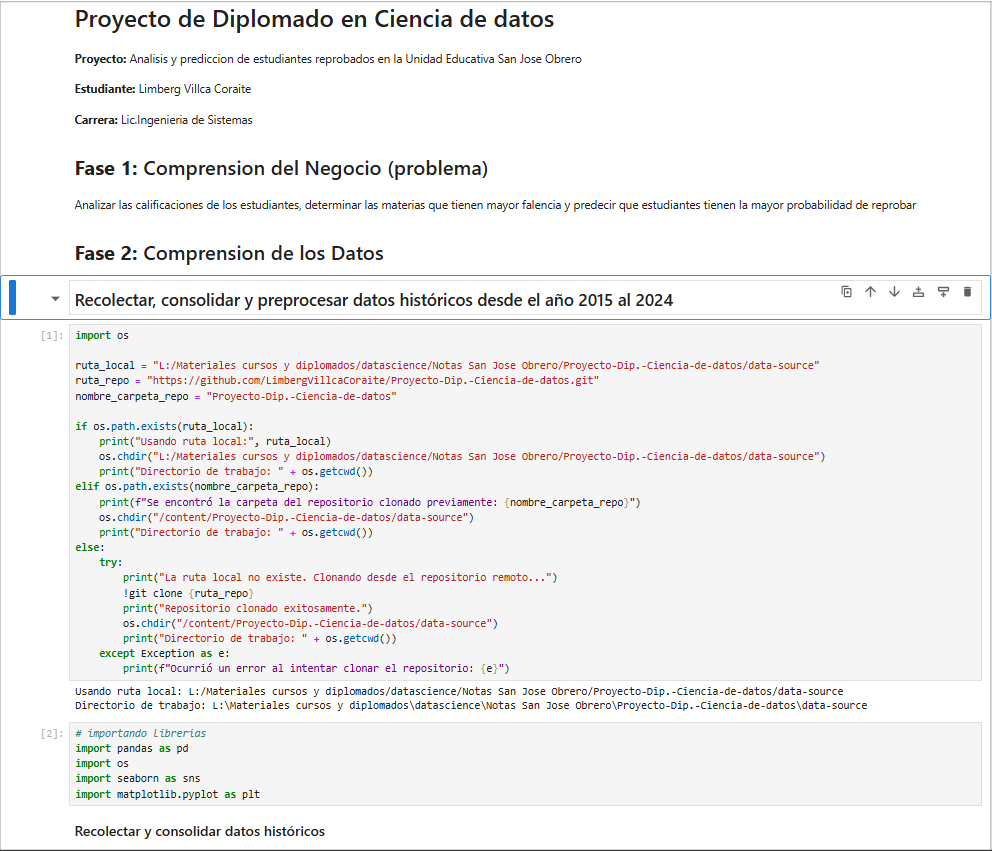 Proyecto de Diplomado en Ciencia de datos
Proyecto: Analisis y prediccion de estudiantes reprobados en la Unidad Educativa San Jose Obrero
Estudiante: Limberg Villca Coraite
Carrera: Lic.Ingenieria de Sistemas
Fase 1: Comprension del Negocio (problema)
Analizar las calificaciones de los estudiantes, determinar las materias que tienen mayor falencia y predecir que estudiantes tienen la mayor probabilidad de reprobar
Fase 2: Comprension de los Datos
Recolectar, consolidar y preprocesar datos históricos desde el año 2015 al 2024
[1]: import os
ruta_local = "L:/Materiales cursos y diplomados/datascience/Notas San Jose Obrero/Proyecto-Dip.-Ciencia-de-datos/data-source"
ruta_repo = "https://github.com/LimbergVillcaCoraite/Proyecto-Dip.-Ciencia-de-datos.git"
nombre_carpeta_repo = "Proyecto-Dip.-Ciencia-de-datos"
if os.path.exists(ruta_local):
    print("Usando ruta local:", ruta_local)
    os.chdir("L:/Materiales cursos y diplomados/datascience/Notas San Jose Obrero/Proyecto-Dip.-Ciencia-de-datos/data-source")
    print("Directorio de trabajo: " + os.getcwd())
elif os.path.exists(nombre_carpeta_repo):
    print(f"Se encontró la carpeta del repositorio clonado previamente: {nombre_carpeta_repo}")
    os.chdir("/content/Proyecto-Dip.-Ciencia-de-datos/data-source")
    print("Directorio de trabajo: " + os.getcwd())
else:
    try:
        print("La ruta local no existe. Clonando desde el repositorio remoto...")
        !git clone {ruta_repo}
        print("Repositorio clonado exitosamente.")
        os.chdir("/content/Proyecto-Dip.-Ciencia-de-datos/data-source")
        print("Directorio de trabajo: " + os.getcwd())
    except Exception as e:
        print(f"Ocurrió un error al intentar clonar el repositorio: {e}")
Usando ruta local: L:/Materiales cursos y diplomados/datascience/Notas San Jose Obrero/Proyecto-Dip.-Ciencia-de-datos/data-source
Directorio de trabajo: L:\Materiales cursos y diplomados\datascience\Notas San Jose Obrero\Proyecto-Dip.-Ciencia-de-datos\data-source
[2]: # importando librerias
import pandas as pd
import os
import seaborn as sns
import matplotlib.pyplot as plt
Recolectar y consolidar datos históricos